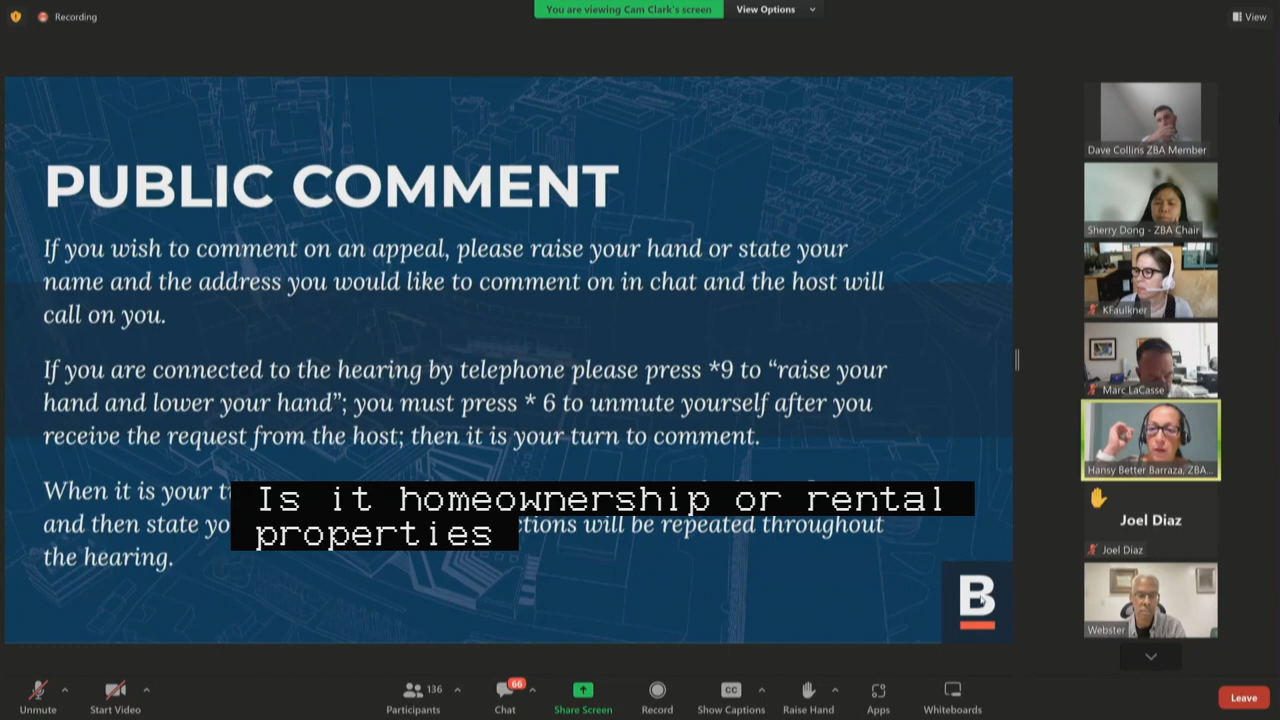 Recording
You are viewing Cam Clark's screen
View Options
View
PUBLIC COMMENT
If you wish to comment on an appeal, please raise your hand or state your
name and the address you would like to comment on in chat and the host will
call on you.
If you are connected to the hearing by telephone please press *9 to “raise your
hand and lower your hand”; you must press * 6 to unmute yourself after you
receive the request from the host; then it is your turn to comment.
When it is your
and then state ctions will be repeated throughout
the hearing.
Is it homeownership or rental
properties
B
Dave Collins ZBA Member
Sherry Dong - ZBA Chair
KFaulkner
Marc LaCasse
Hansy Better Barraza, ZBA...
Joel Diaz
Joel Diaz
Webster
Unmute
Start Video
136
Participants
66
Chat
Share Screen
Record
CC
Show Captions
Raise Hand
Apps
Whiteboards
Leave